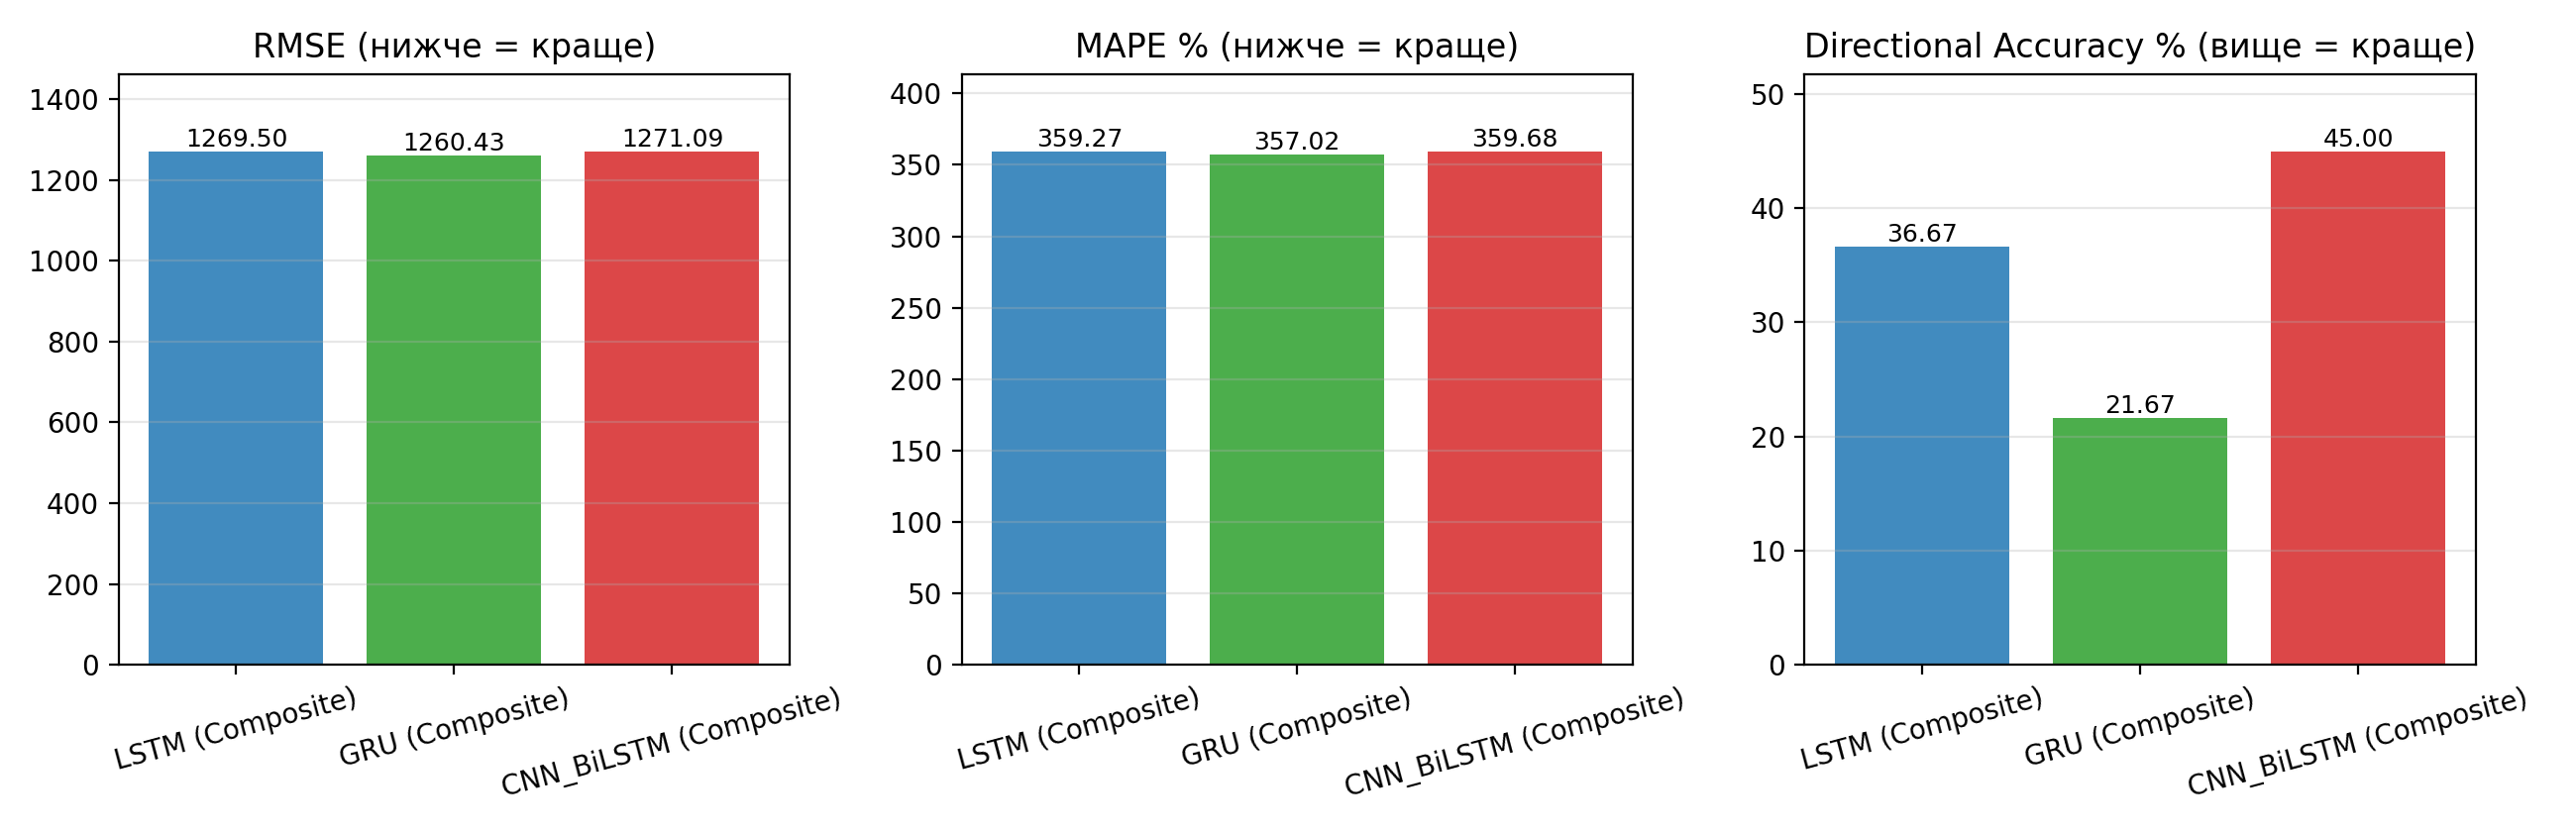 RMSE (нижче = краще)
1400
1200
1000
800
600
400
200
0
1269.50
1260.43
1271.09
LSTM (Composite)
GRU (Composite)
CNN_BiLSTM (Composite)
MAPE % (нижче = краще)
400
350
300
250
200
150
100
50
0
359.27
357.02
359.68
LSTM (Composite)
GRU (Composite)
CNN_BiLSTM (Composite)
Directional Accuracy % (вище = краще)
50
40
30
20
10
0
36.67
21.67
45.00
LSTM (Composite)
GRU (Composite)
CNN_BiLSTM (Composite)